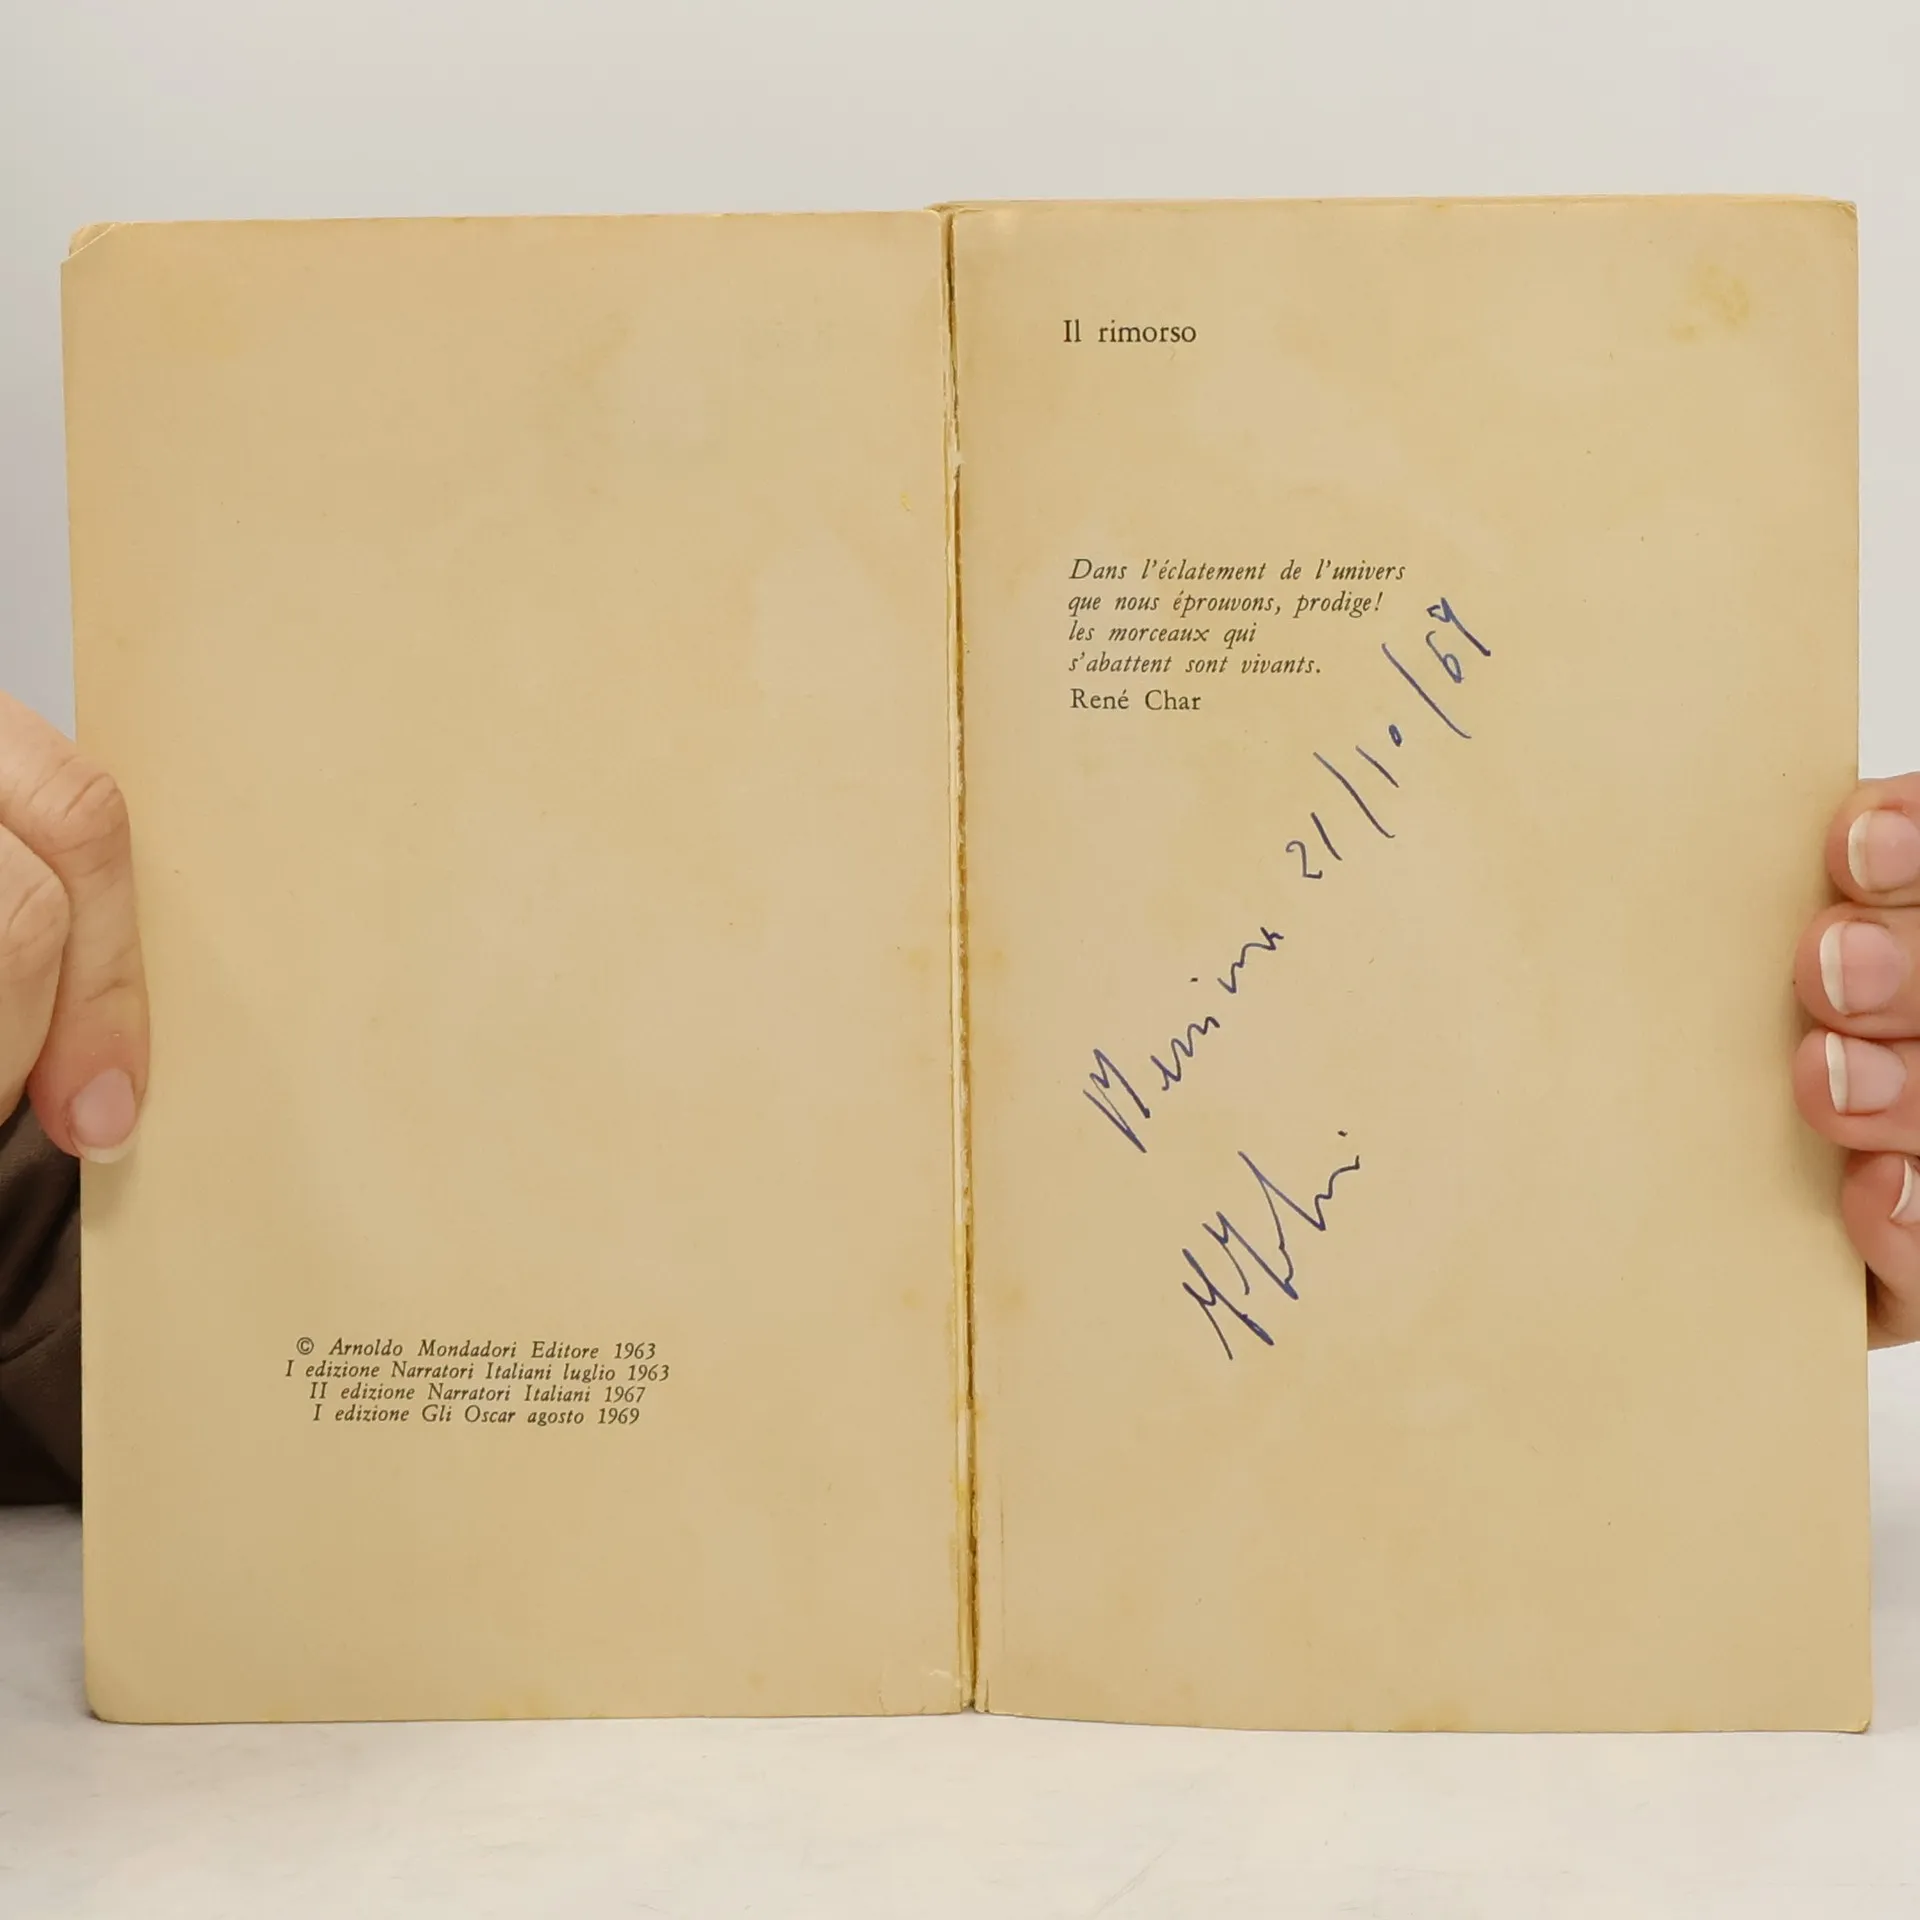 © Arnoldo Mondadori Editore 1963
I edizione Narratori Italiani luglio 1963
II edizione Narratori Italiani 1967
I edizione Gli Oscar agosto 1969
Il rimorso
Dans l'éclatement de l'univers
que nous éprouvons, prodige!
les morceaux qui
s'abattent sont vivants.
René Char
Messina 21/10/69